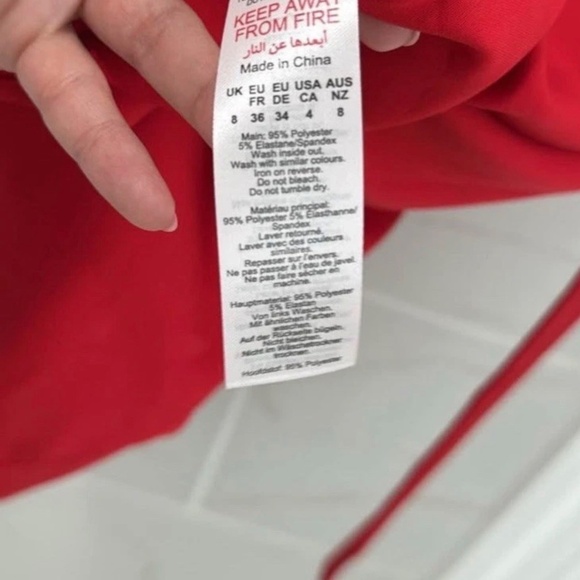 KEEP AWAY
FROM FIRE
أبعدها عن النار
Made in China
UK EU EU USA AUS
FR DE CA NZ
8 36 34 4 8
Main: 95% Polyester
5% Elastane/Spandex
Wash inside out.
Wash with similar colours.
Iron on reverse.
Do not bleach.
Do not tumble dry.
Matériau principal:
95% Polyester 5% Elasthanne/
Spandex
Laver retourné.
Laver avec des couleurs
similaires.
Repasser sur l'envers.
Ne pas passer à l'eau de javel.
Ne pas faire sécher en
machine.
Hauptmaterial: 95% Polyester
5% Elastan
Von links Waschen.
Mit ähnlichen Farben
waschen.
Auf der Rückseite bügeln.
Nicht bleichen.
Nicht im Wäschetrockner
trocknen.
Hoofdstof: 95% Polyester